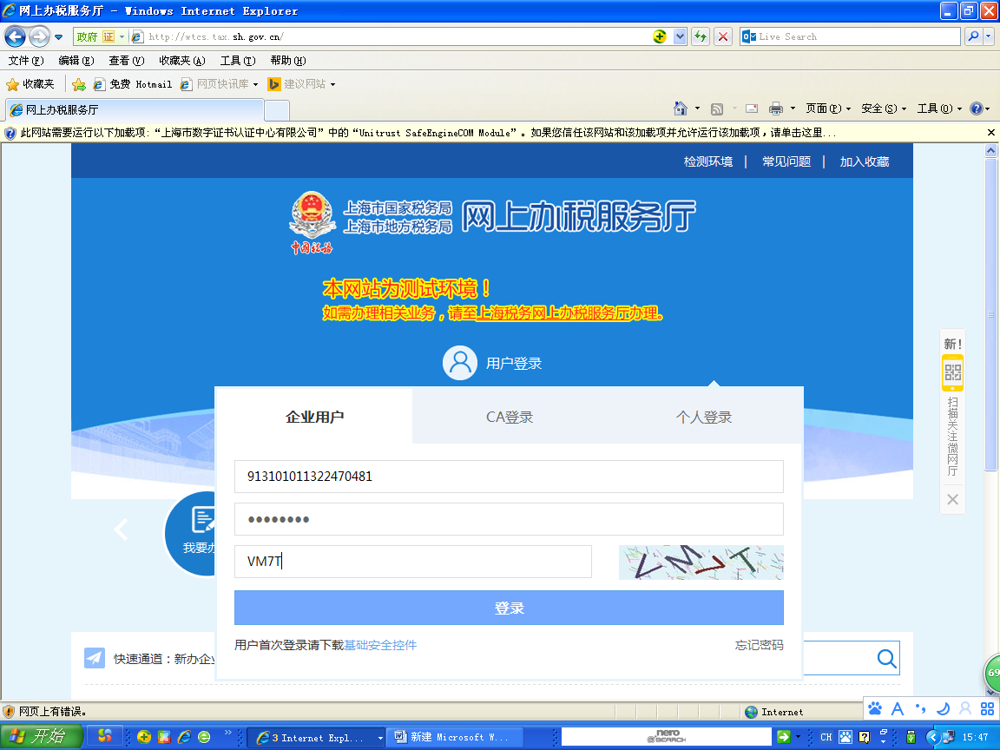 网上办税服务厅 - Windows Internet Explorer
政府 证 http://wtcs.tax.sh.gov.cn/ Live Search
文件(F) 编辑(E) 查看(V) 收藏夹(A) 工具(T) 帮助(H)
收藏夹 免费 Hotmail 网页快讯库 建议网站
网上办税服务厅 页面(P) 安全(S) 工具(O)
此网站需要运行以下加载项:“上海市数字证书认证中心有限公司”中的“Unitrust SafeEngineCOM Module”。如果您信任该网站和该加载项并允许运行该加载项，请单击这里...
检测环境 | 常见问题 | 加入收藏
上海市国家税务局
上海市地方税务局
网上办税服务厅
中国税务
本网站为测试环境！
如需办理相关业务，请至上海税务网上办税服务厅办理。
用户登录
新!
扫描关注微网厅
企业用户 CA登录 个人登录
913101011322470481
●●●●●●●●
我要办
VM7T VM7T
登录
用户首次登录请下载基础安全控件 忘记密码
快速通道：新办企业
69
网页上有错误。 Internet
开始 3 Internet Expl... 新建 Microsoft W... nero SEARCH CH 15:47